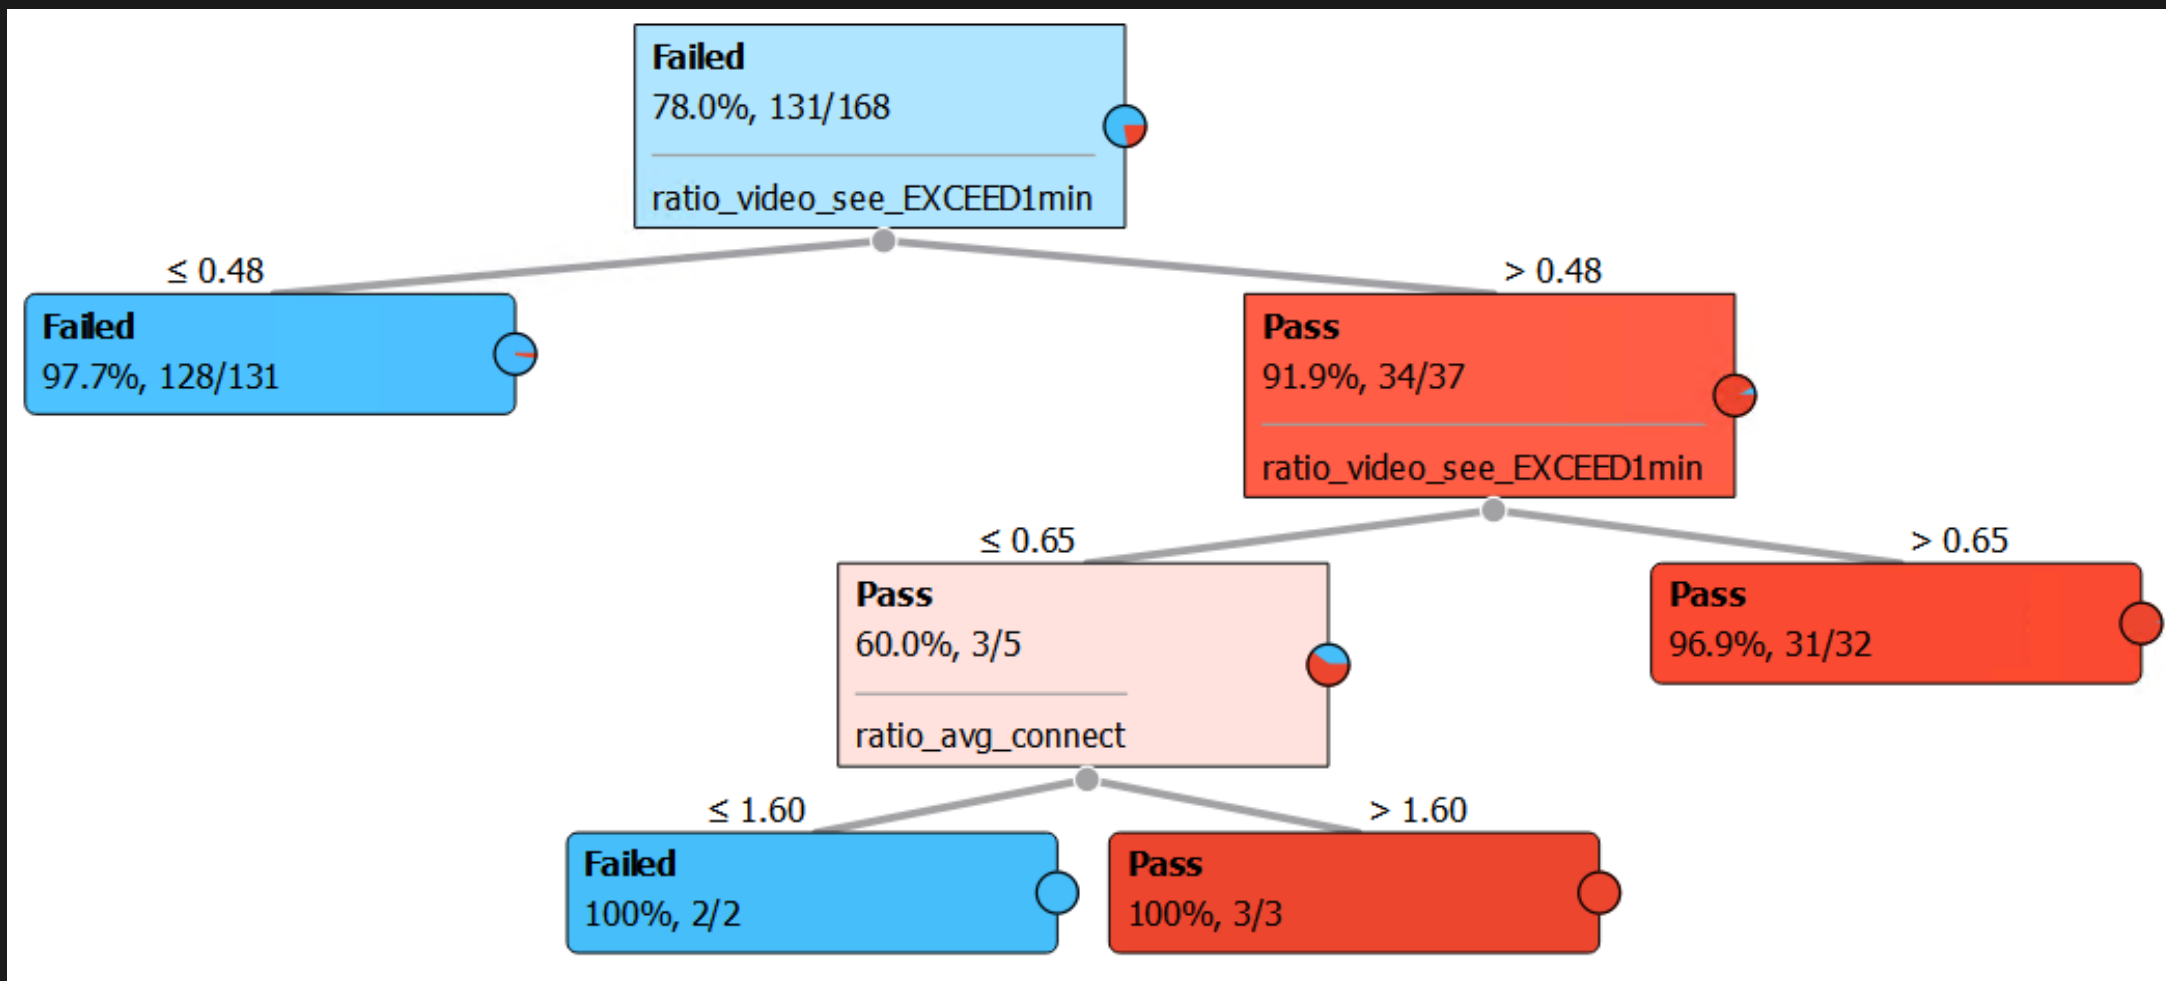 Failed
78.0%, 131/168
ratio_video_see_EXCEED1min
≤ 0.48
> 0.48
Failed
97.7%, 128/131
Pass
91.9%, 34/37
ratio_video_see_EXCEED1min
≤ 0.65
> 0.65
Pass
60.0%, 3/5
ratio_avg_connect
Pass
96.9%, 31/32
≤ 1.60
> 1.60
Failed
100%, 2/2
Pass
100%, 3/3